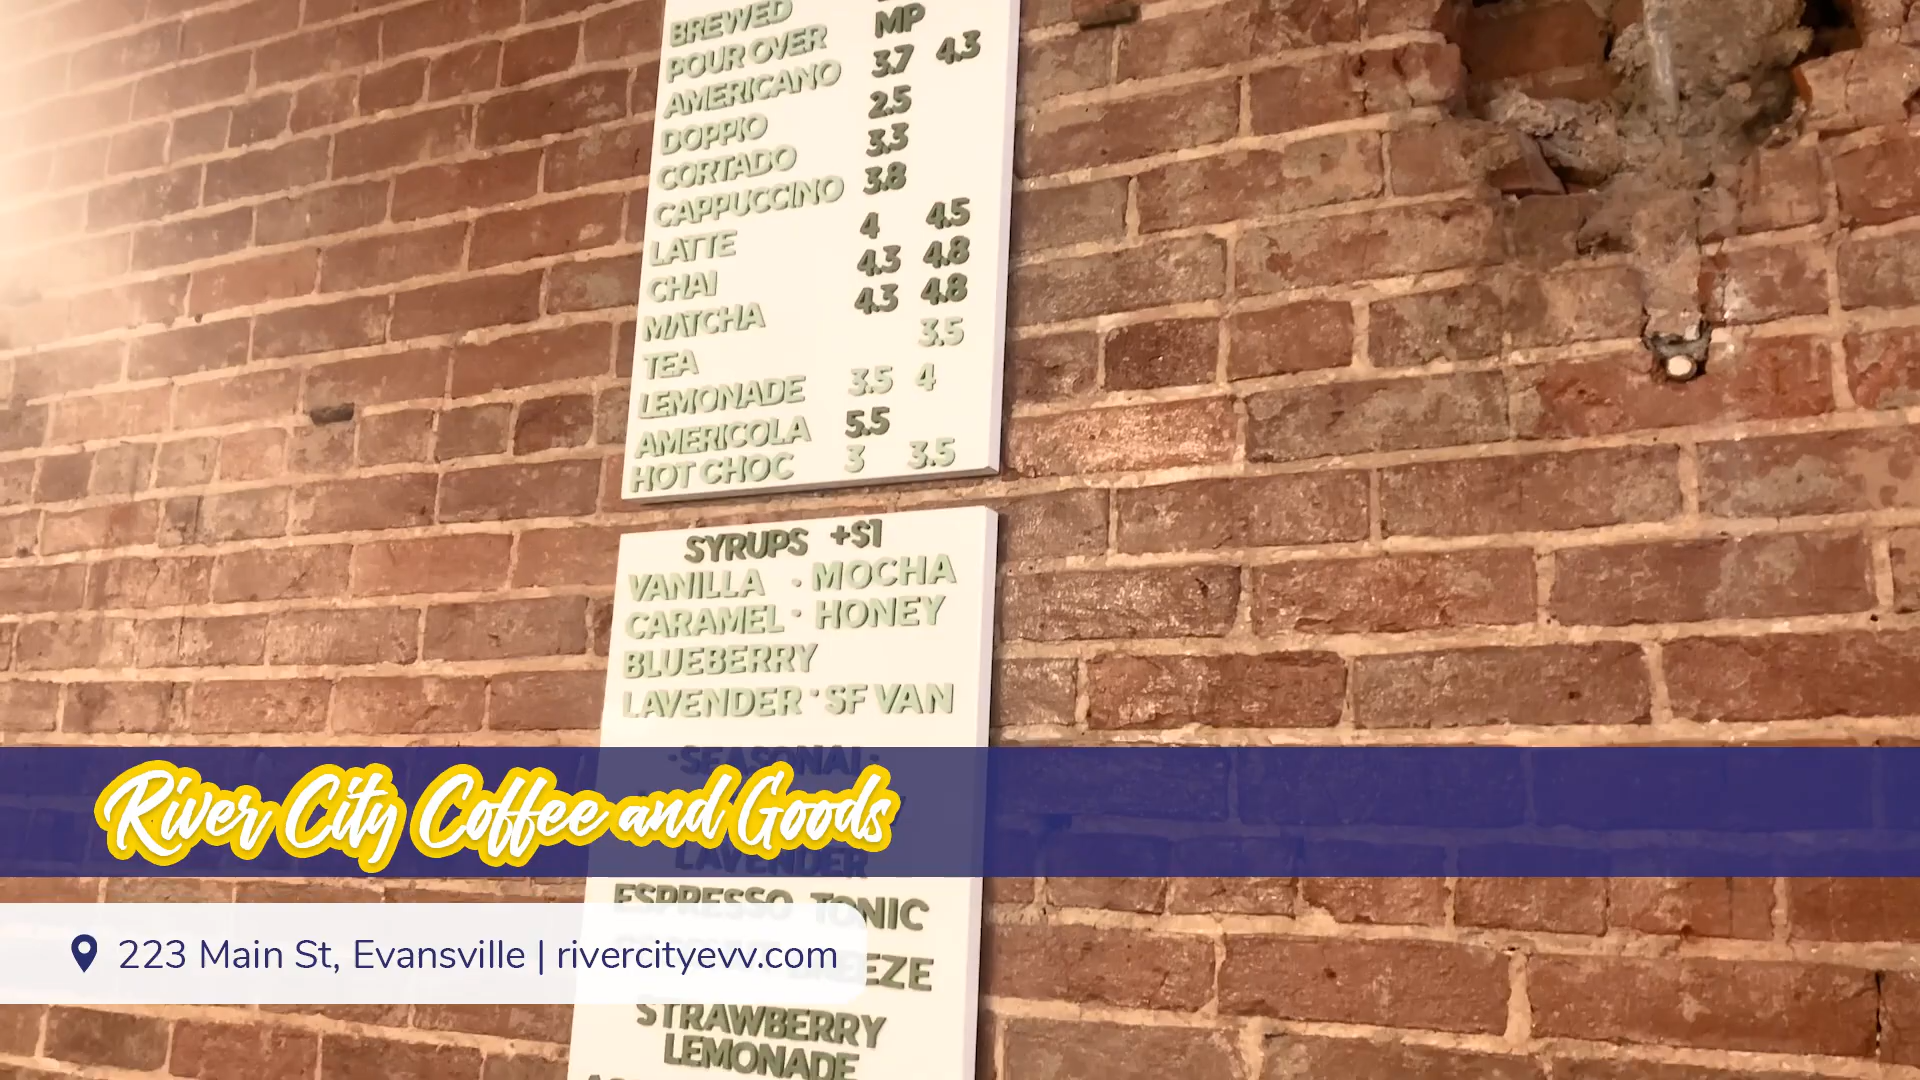 BREWED
POUR OVER MP
AMERICANO 3.7 4.3
DOPPIO 2.5
CORTADO 3.3
CAPPUCCINO 3.8
LATTE 4 4.5
CHAI 4.3 4.8
MATCHA 4.3 4.8
TEA 3.5
LEMONADE 3.5 4
AMERICOLA 5.5
HOT CHOC 3 3.5
SYRUPS +$1
VANILLA · MOCHA
CARAMEL · HONEY
BLUEBERRY
LAVENDER · SF VAN
·SEASONAL·
River City Coffee and Goods
LAVENDER
ESPRESSO TONIC
223 Main St, Evansville | rivercityevv.com
STRAWBERRY
LEMONADE